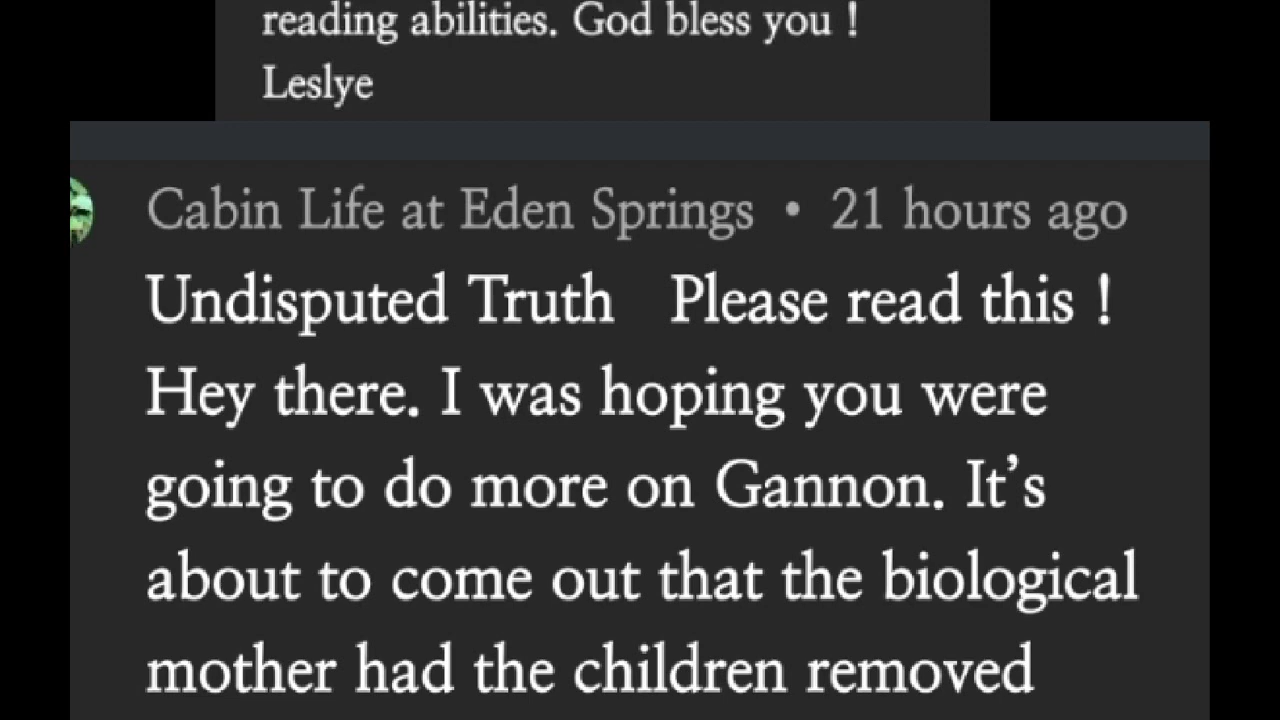 reading abilities. God bless you !
Leslye
Cabin Life at Eden Springs • 21 hours ago
Undisputed Truth   Please read this !
Hey there. I was hoping you were
going to do more on Gannon. It’s
about to come out that the biological
mother had the children removed